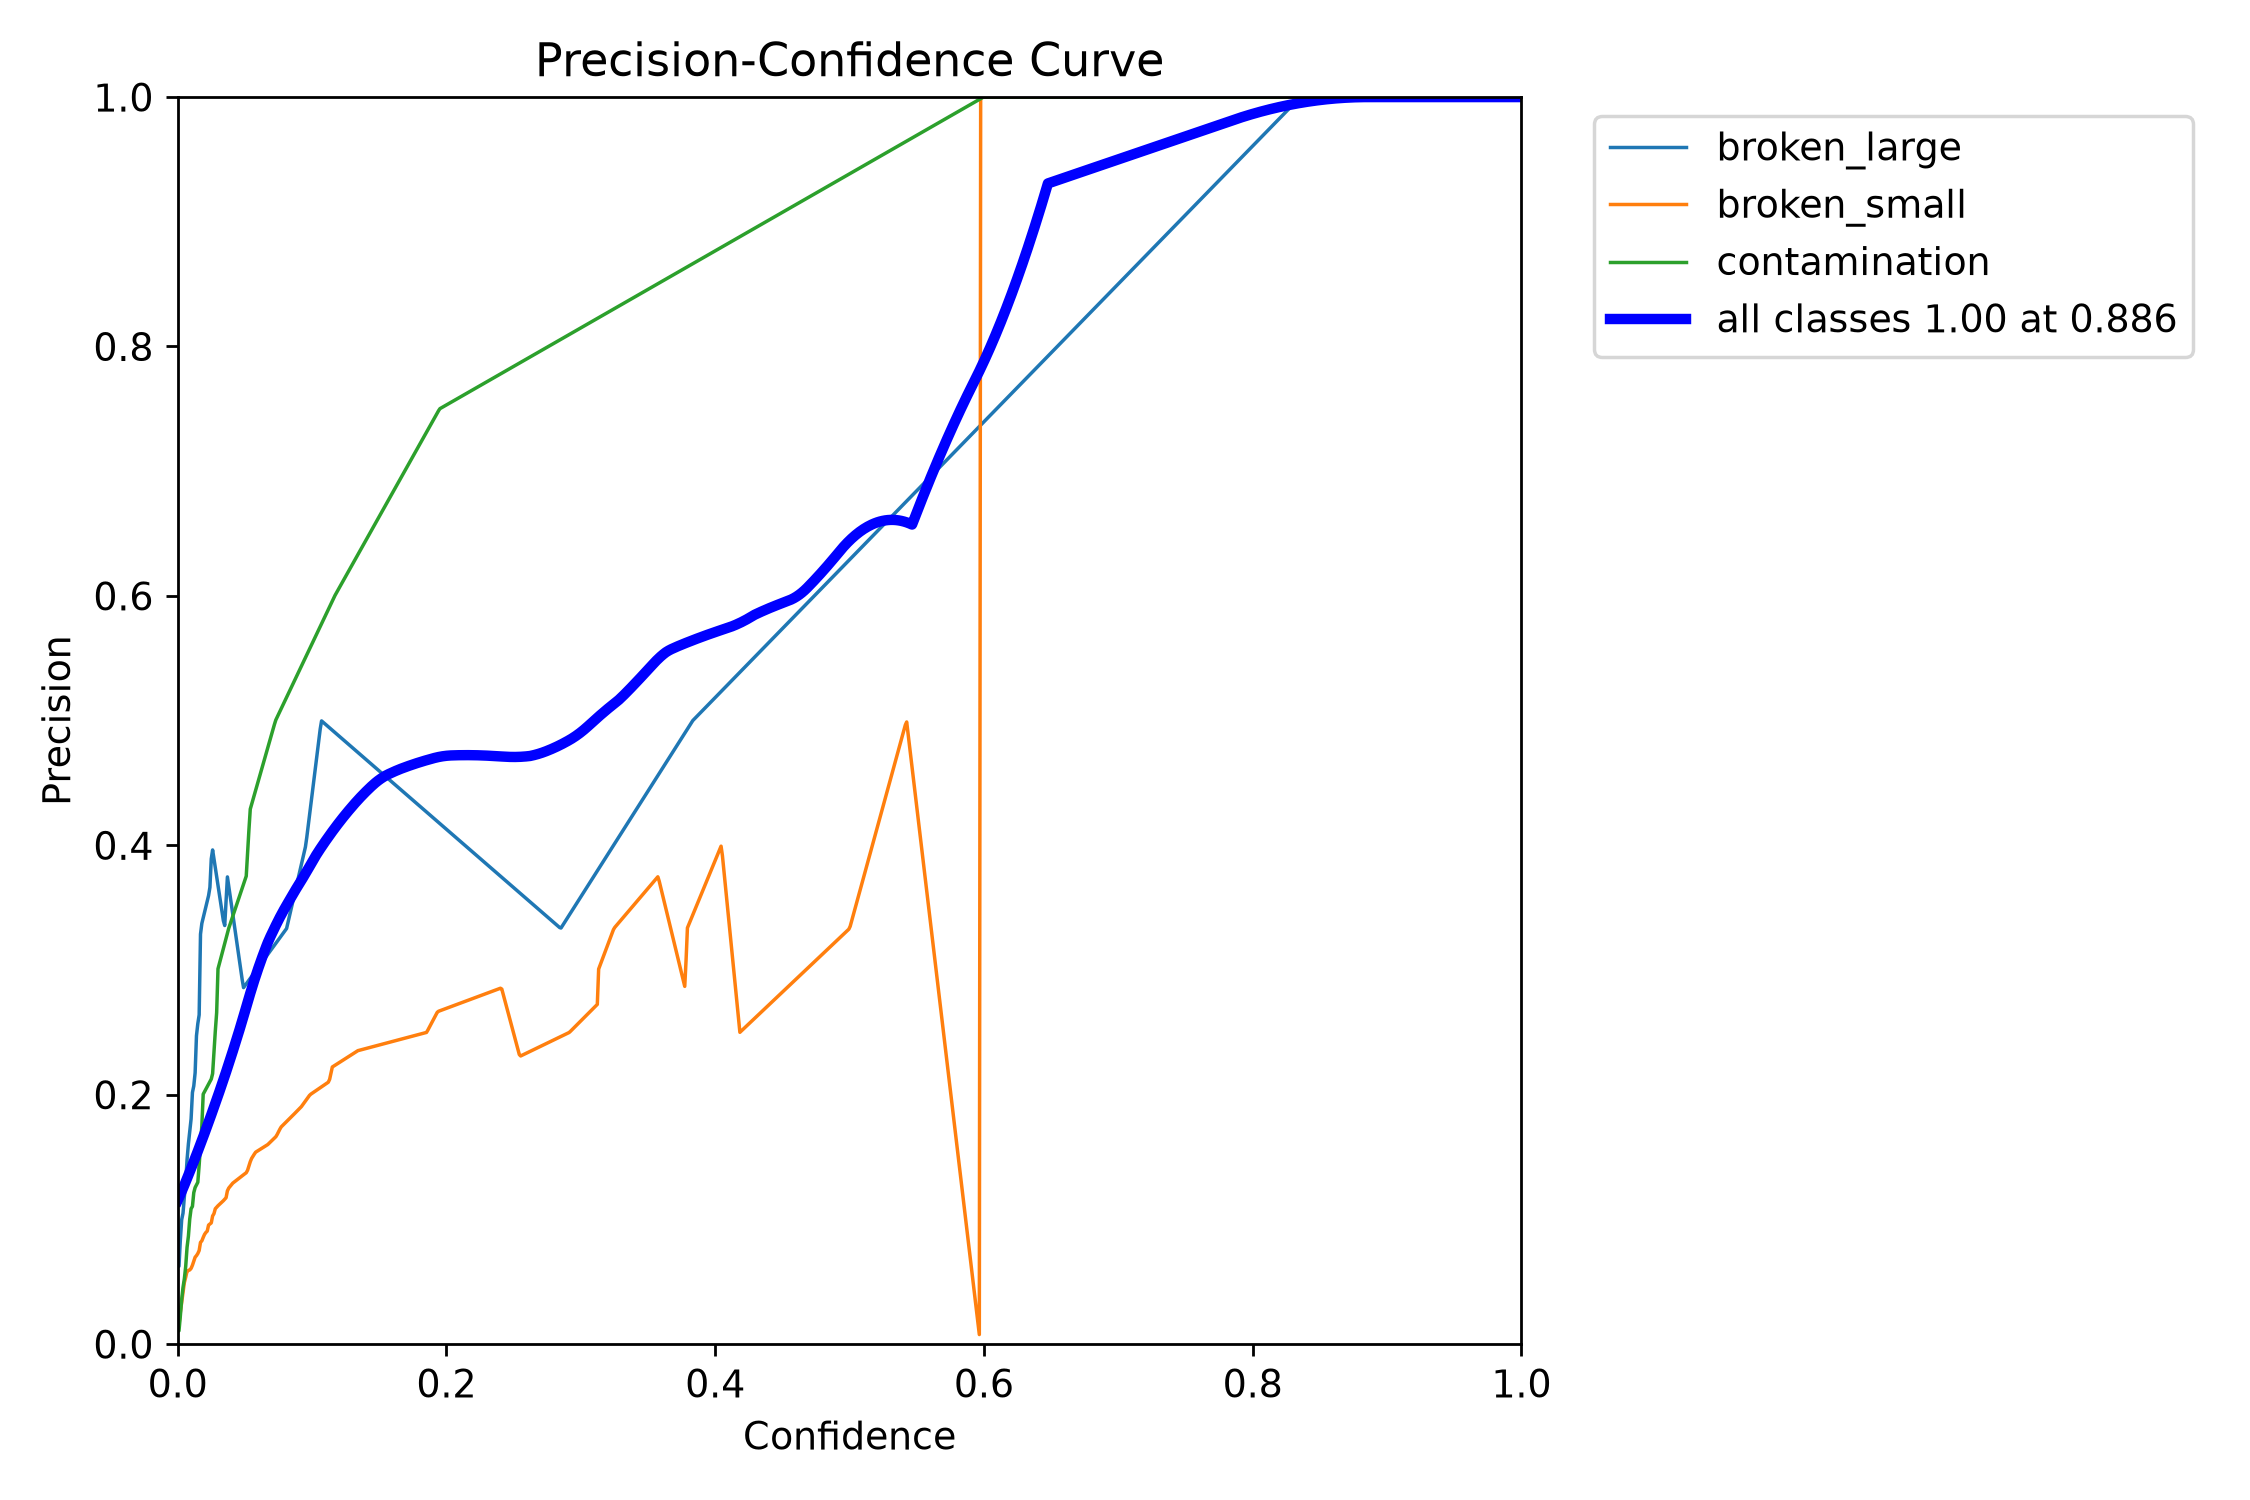 Precision-Confidence Curve
1.0
0.8
0.6
0.4
0.2
0.0
Precision
0.0 0.2 0.4 0.6 0.8 1.0
Confidence
broken_large
broken_small
contamination
all classes 1.00 at 0.886